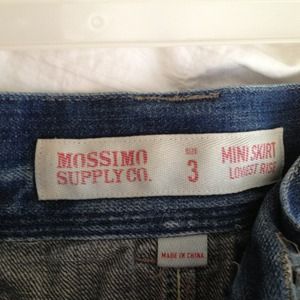 MOSSIMO
SUPPLY CO.
SIZE
3
MINI SKIRT
LOWEST RISE
MADE IN CHINA